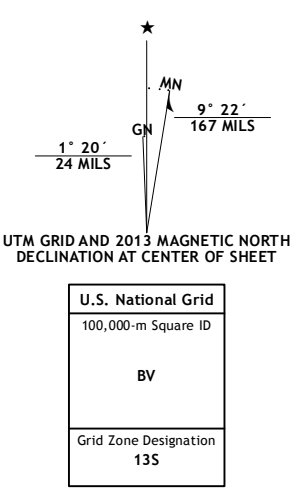 ★
MN
GN
9° 22´
167 MILS
1° 20´
24 MILS
UTM GRID AND 2013 MAGNETIC NORTH
DECLINATION AT CENTER OF SHEET
U.S. National Grid
100,000-m Square ID
BV
Grid Zone Designation
13S